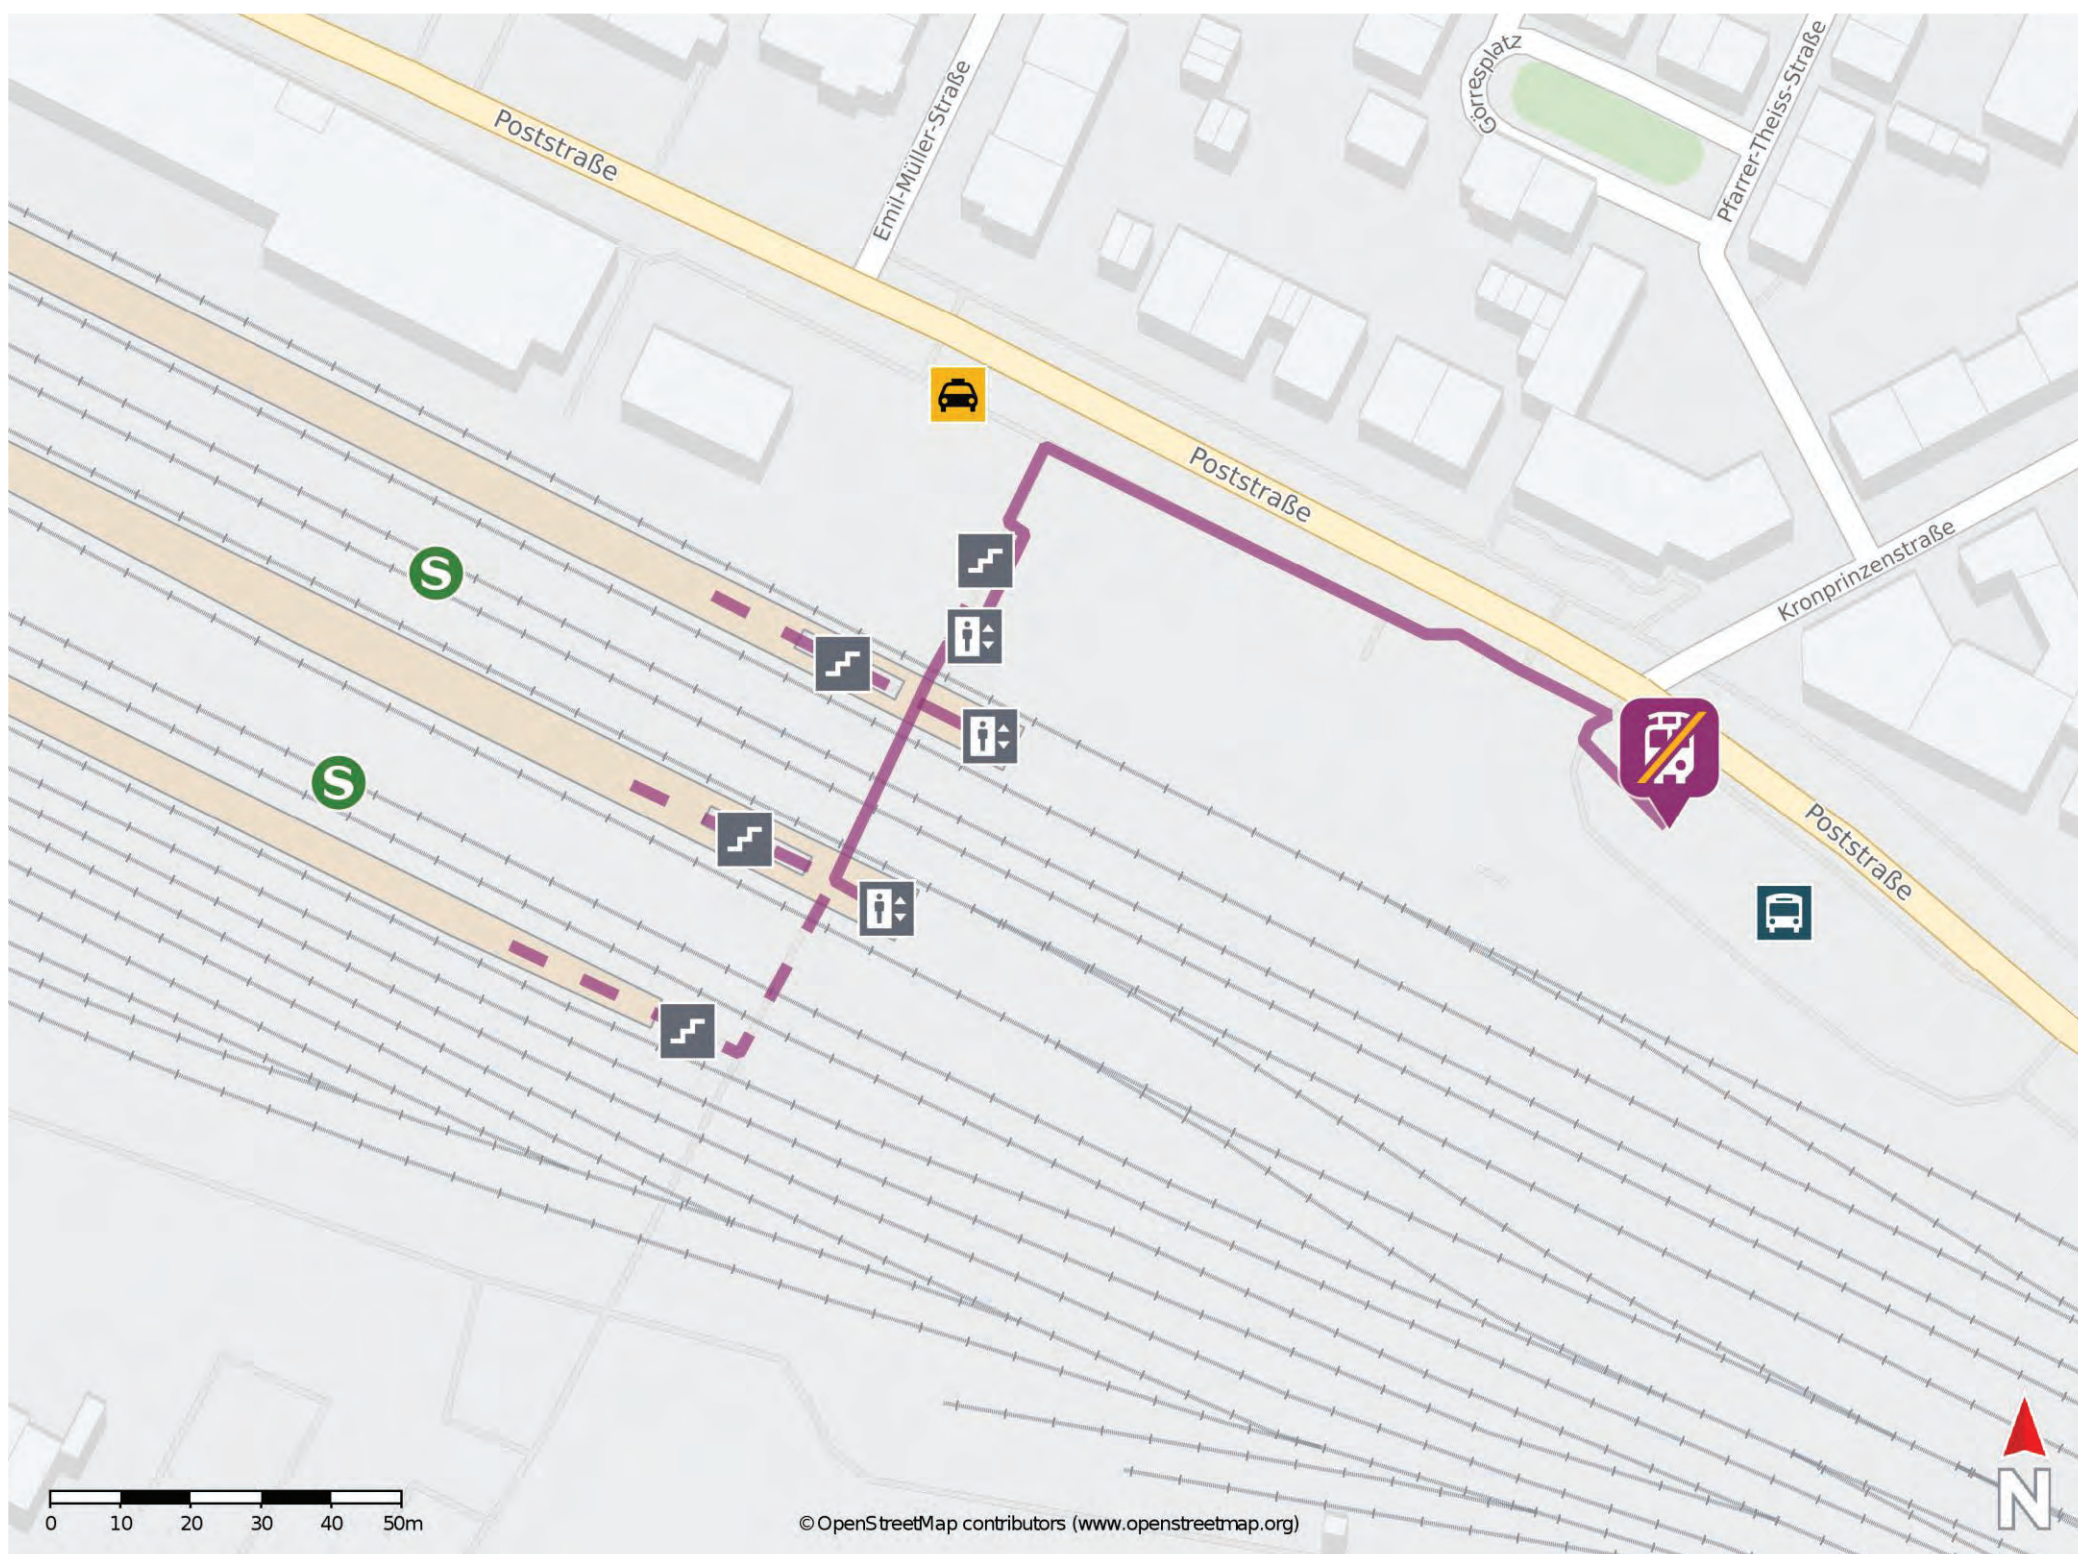 Görresplatz
Pfarrer-Theiss-Straße
Emil-Müller-Straße
Poststraße
Poststraße
Kronprinzenstraße
S
S
Poststraße
0 10 20 30 40 50m
© OpenStreetMap contributors (www.openstreetmap.org)
N